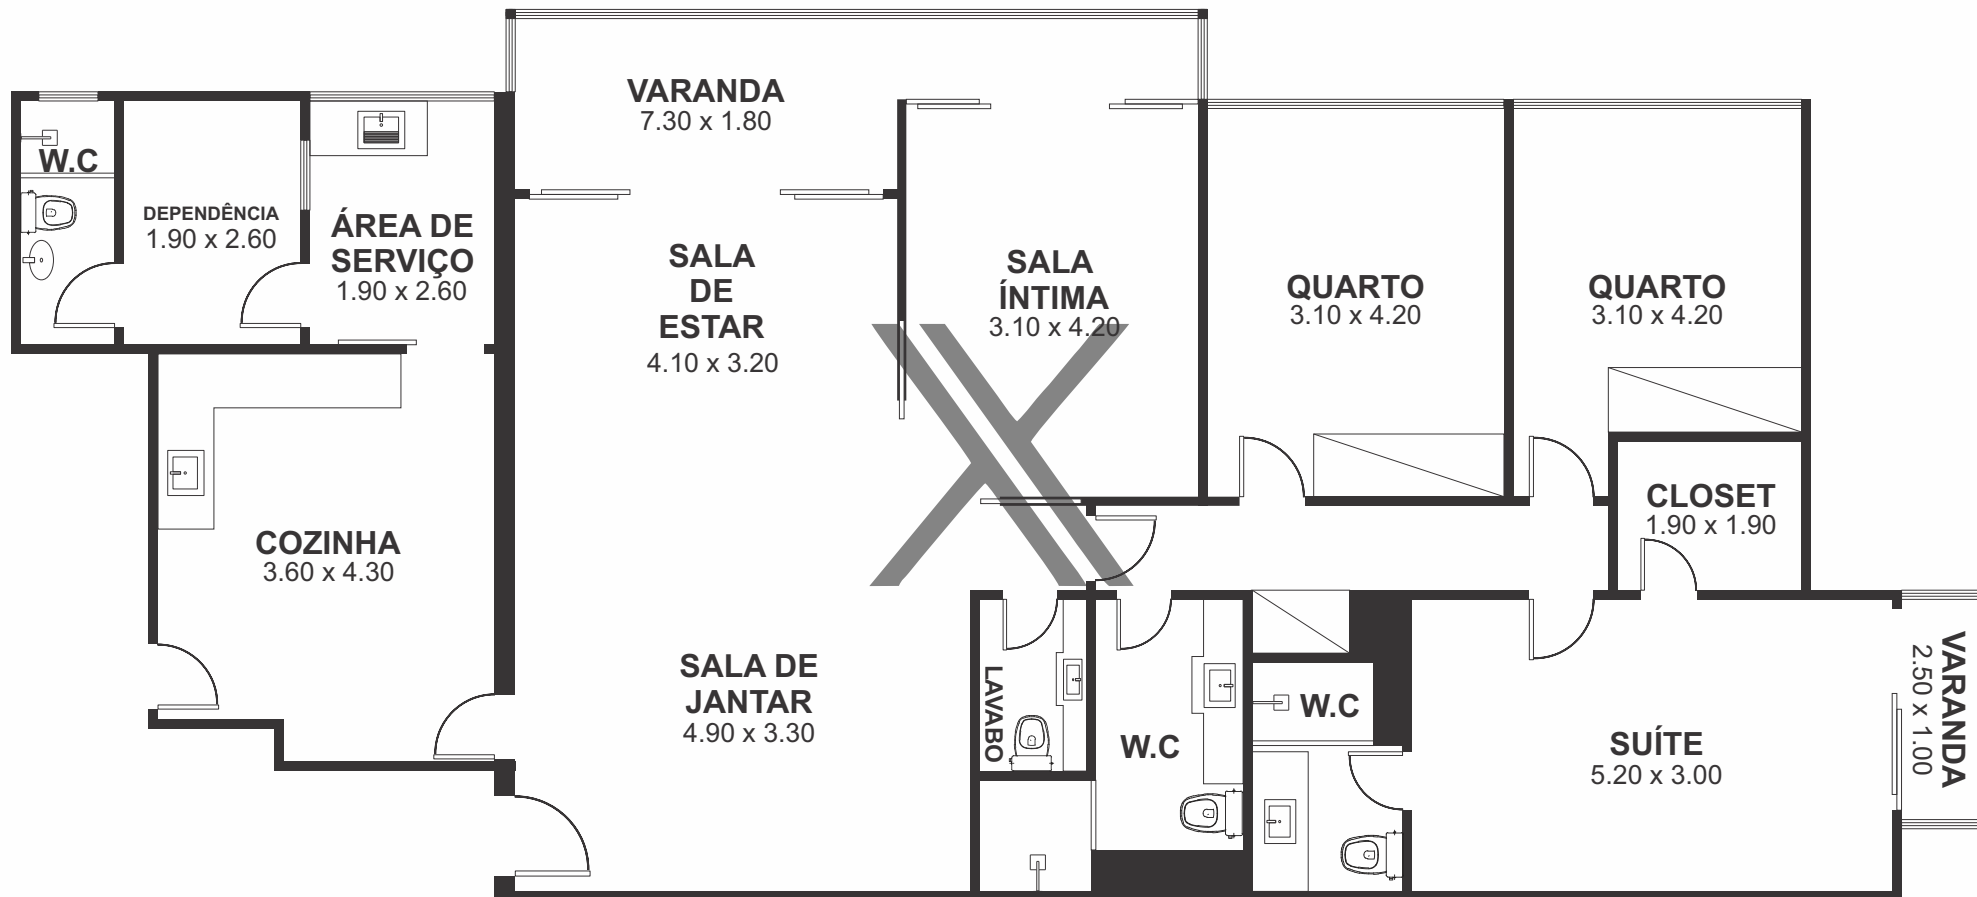 VARANDA
7.30 x 1.80
W.C
DEPENDÊNCIA
1.90 x 2.60
ÁREA DE
SERVIÇO
1.90 x 2.60
SALA
DE
ESTAR
4.10 x 3.20
SALA
ÍNTIMA
3.10 x 4.20
QUARTO
3.10 x 4.20
QUARTO
3.10 x 4.20
COZINHA
3.60 x 4.30
CLOSET
1.90 x 1.90
SALA DE
JANTAR
4.90 x 3.30
LAVABO
W.C
W.C
SUÍTE
5.20 x 3.00
VARANDA
2.50 x 1.00